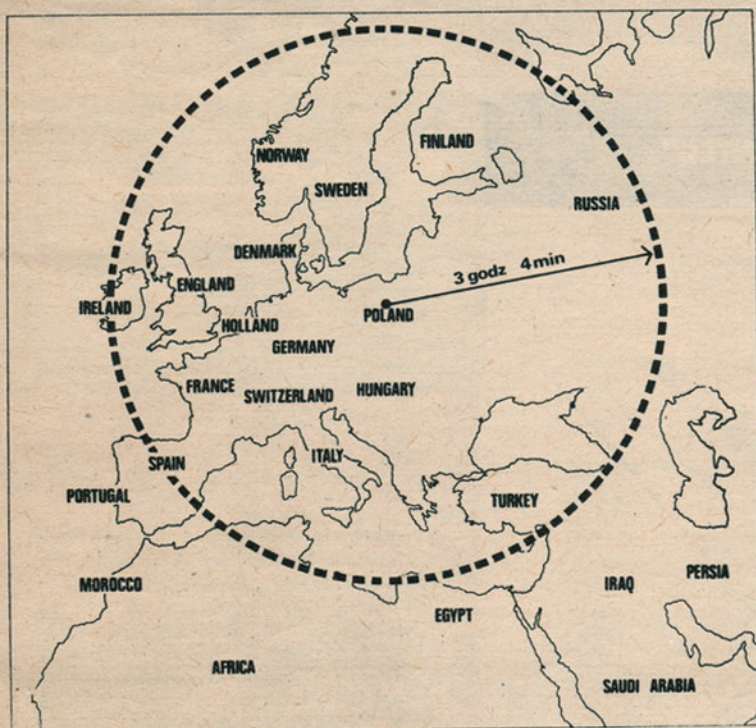 NORWAY
FINLAND
SWEDEN
RUSSIA
DENMARK
3 godz 4 min
ENGLAND
IRELAND
HOLLAND
POLAND
GERMANY
FRANCE
SWITZERLAND
HUNGARY
SPAIN
ITALY
PORTUGAL
TURKEY
MOROCCO
IRAQ
PERSIA
EGYPT
AFRICA
SAUDI ARABIA